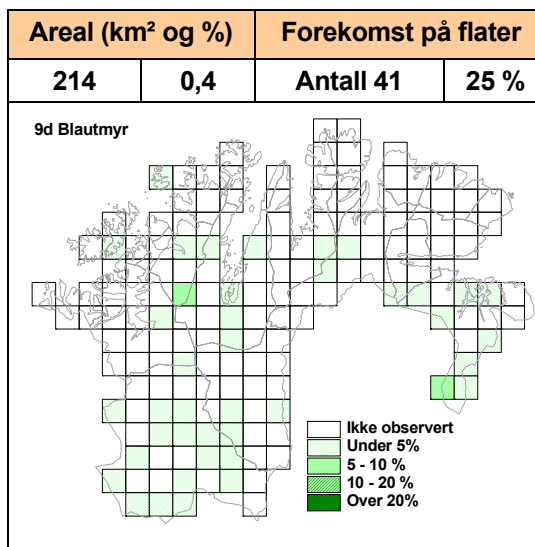 Areal (km² og %) Forekomst på flater
214 0,4 Antall 41 25 %
9d Blautmyr
Ikke observert
Under 5%
5 - 10 %
10 - 20 %
Over 20%